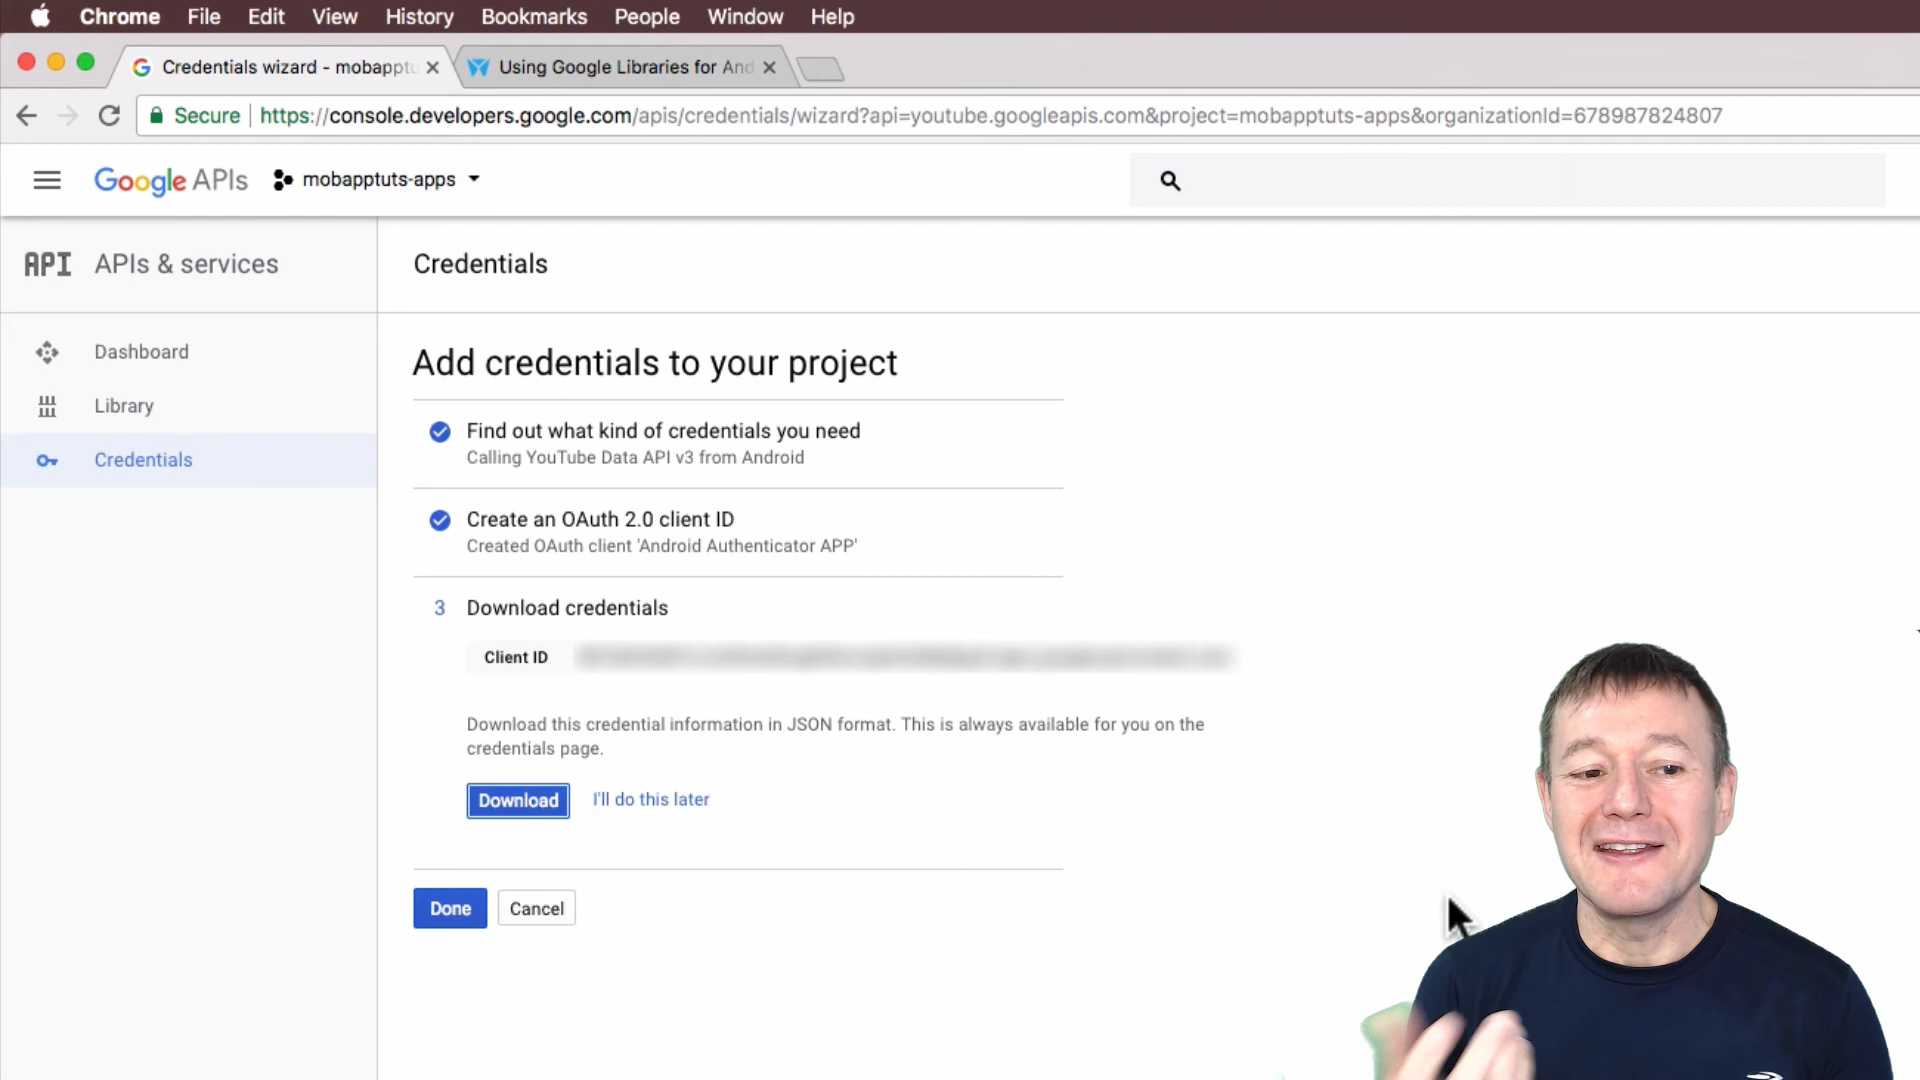 Chrome File Edit View History Bookmarks People Window Help
Credentials wizard - mobapptu
Using Google Libraries for And
Secure https://console.developers.google.com/apis/credentials/wizard?api=youtube.googleapis.com&project=mobapptuts-apps&organizationId=678987824807
Google APIs mobapptuts-apps
API APIs & services
Credentials
Dashboard
Library
Credentials
Add credentials to your project
Find out what kind of credentials you need
Calling YouTube Data API v3 from Android
Create an OAuth 2.0 client ID
Created OAuth client 'Android Authenticator APP'
3 Download credentials
Client ID
Download this credential information in JSON format. This is always available for you on the
credentials page.
Download I'll do this later
Done Cancel